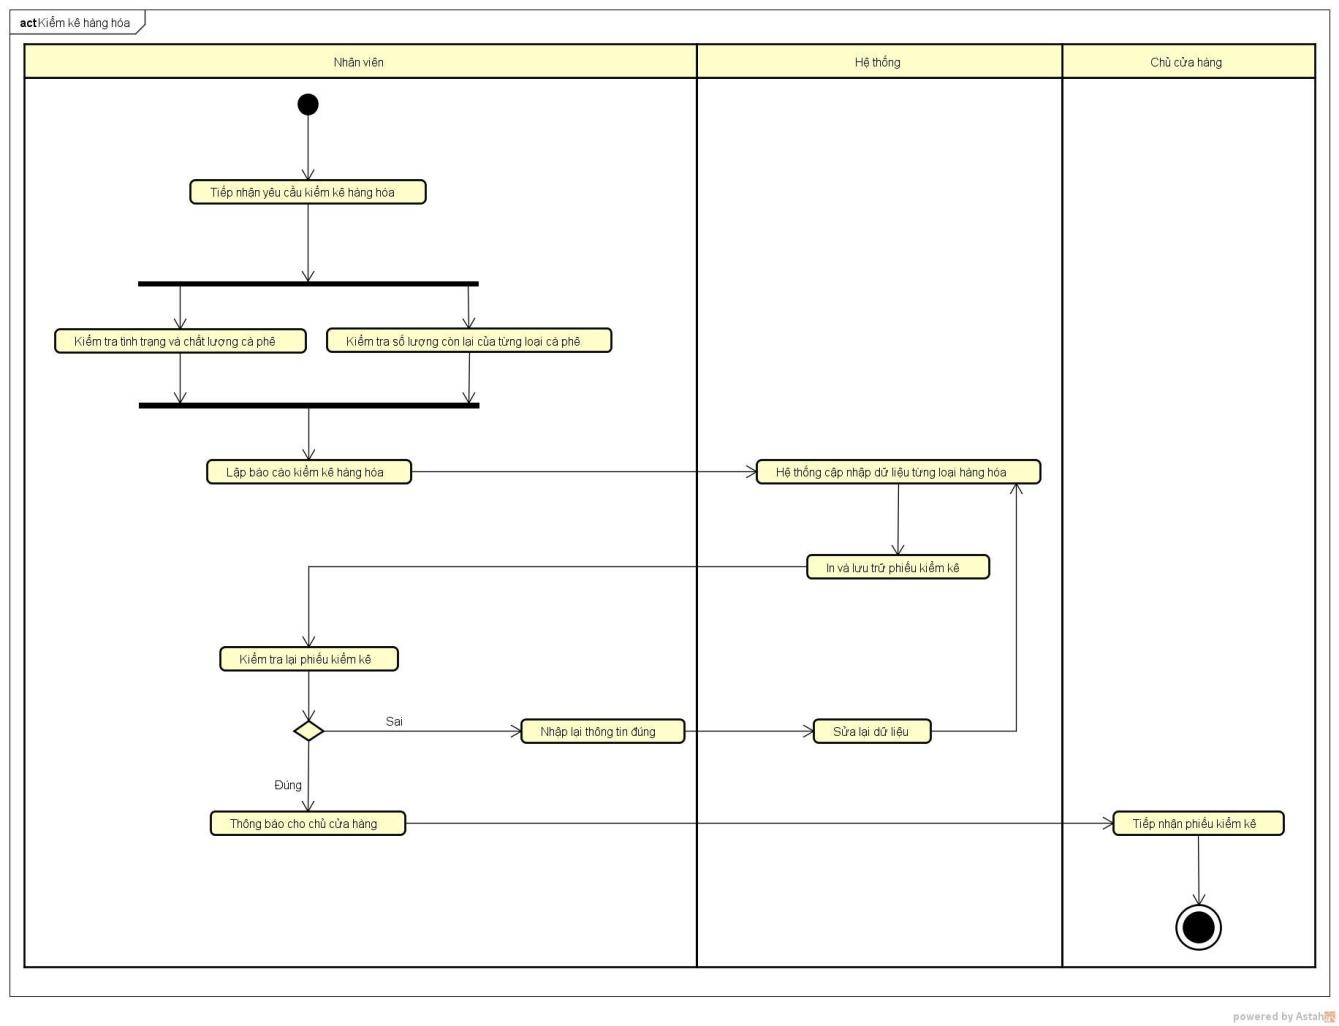 act Kiểm kê hàng hóa
Nhân viên
Hệ thống
Chủ cửa hàng
Tiếp nhận yêu cầu kiểm kê hàng hóa
Kiểm tra tình trạng và chất lượng cà phê
Kiểm tra số lượng còn lại của từng loại cà phê
Lập báo cáo kiểm kê hàng hóa
Hệ thống cập nhập dữ liệu từng loại hàng hóa
In và lưu trữ phiếu kiểm kê
Kiểm tra lại phiếu kiểm kê
Sai
Nhập lại thông tin đúng
Sửa lại dữ liệu
Đúng
Thông báo cho chủ cửa hàng
Tiếp nhận phiếu kiểm kê
powered by Astah